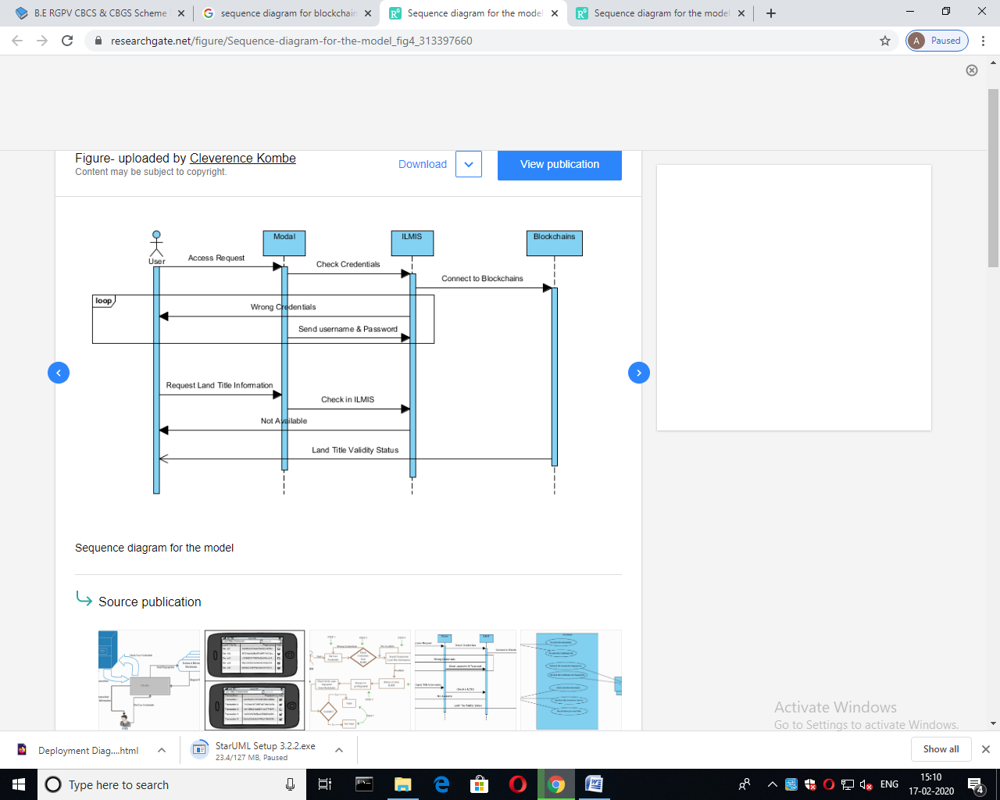 B.E RGPV CBCS & CBGS Scheme
sequence diagram for blockchain
Sequence diagram for the model
Sequence diagram for the model
researchgate.net/figure/Sequence-diagram-for-the-model_fig4_313397660
A Paused
Figure- uploaded by Cleverence Kombe
Content may be subject to copyright.
Download
View publication
User
Modal
ILMIS
Blockchains
Access Request
Check Credentials
Connect to Blockchains
loop
Wrong Credentials
Send username & Password
Request Land Title Information
Check in ILMIS
Not Available
Land Title Validity Status
Sequence diagram for the model
Source publication
Activate Windows
Go to Settings to activate Windows.
Deployment Diag....html
StarUML Setup 3.2.2.exe
23.4/127 MB, Paused
Show all
Type here to search
ENG
15:10
17-02-2020
4